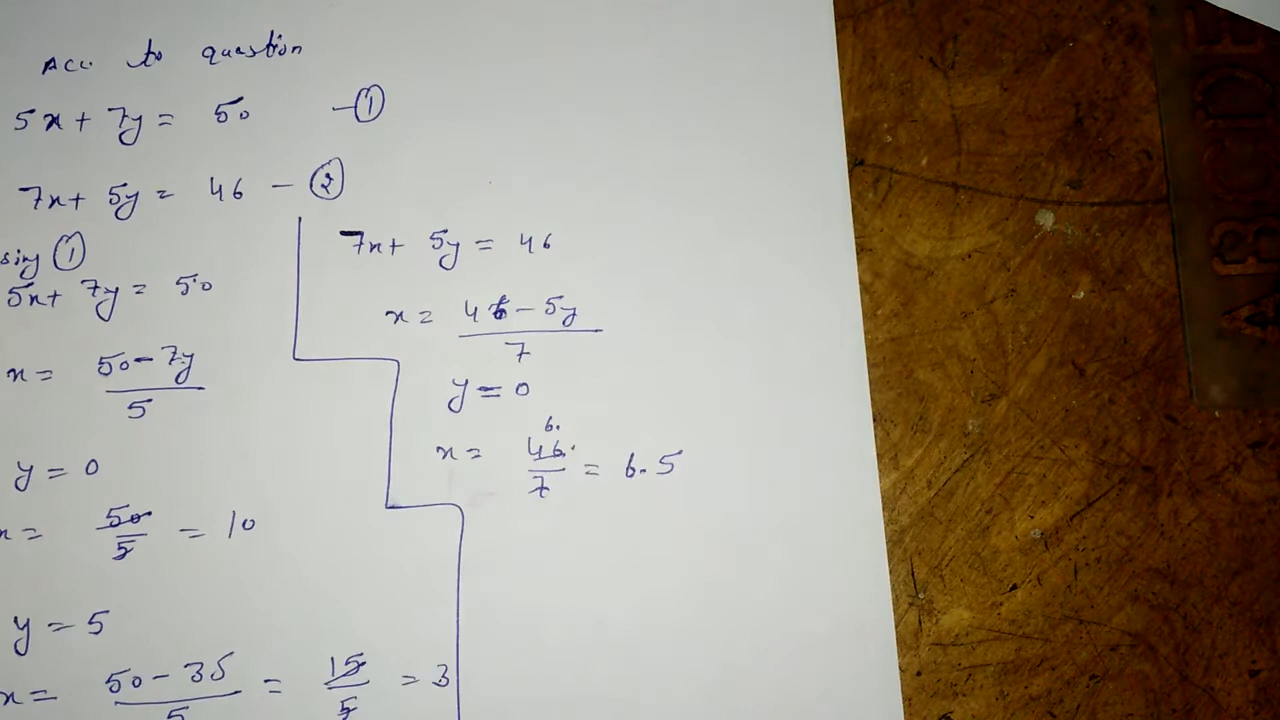 Acc. to question
5x + 7y = 50 — ①
7x + 5y = 46 — ②
sing ①
5x + 7y = 50
x = 50 - 7y / 5
y = 0
x = 50 / 5 = 10
y = 5
x = 50 - 35 / 5 = 15 / 5 = 3
7x + 5y = 46
x = 46 - 5y / 7
y = 0
6.
x = 46 / 7 = 6.5
ABCDE